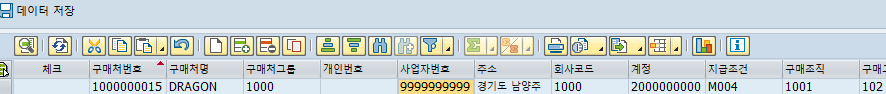 데이터 저장
체크 구매처번호 구매처명 구매처그룹 개인번호 사업자번호 주소 회사코드 계정 지급조건 구매조직 구매
1000000015 DRAGON 1000 9999999999 경기도 남양주 1000 2000000000 M004 1001 102